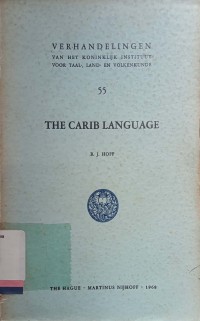 VERHANDELINGEN
VAN HET KONINKLIJK INSTITUUT
VOOR TAAL-, LAND- EN VOLKENKUNDE
55
THE CARIB LANGUAGE
B. J. HOFF
THE HAGUE - MARTINUS NIJHOFF - 1968